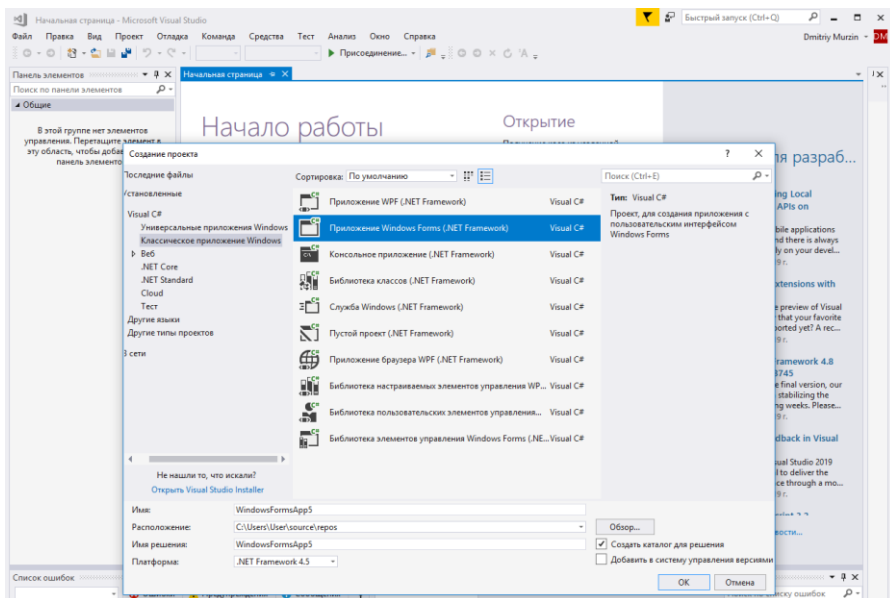 Начальная страница - Microsoft Visual Studio
Быстрый запуск (Ctrl+Q)
Файл Правка Вид Проект Отладка Команда Средства Тест Анализ Окно Справка
Dmitriy Murzin
DM
Присоединение...
Панель элементов
Начальная страница
Поиск по панели элементов
Общие
В этой группе нет элементов
управления. Перетащите элемент в
эту область, чтобы доба
панель элементо
Начало работы
Открытие
ля разраб...
Создание проекта
Последние файлы
Установленные
Visual C#
Универсальные приложения Windows
Классическое приложение Windows
Веб
.NET Core
.NET Standard
Cloud
Тест
Другие языки
Другие типы проектов
В сети
Не нашли то, что искали?
Открыть Visual Studio Installer
Сортировка: По умолчанию
Приложение WPF (.NET Framework) Visual C#
Приложение Windows Forms (.NET Framework) Visual C#
Консольное приложение (.NET Framework) Visual C#
Библиотека классов (.NET Framework) Visual C#
Служба Windows (.NET Framework) Visual C#
Пустой проект (.NET Framework) Visual C#
Приложение браузера WPF (.NET Framework) Visual C#
Библиотека настраиваемых элементов управления WP... Visual C#
Библиотека пользовательских элементов управления... Visual C#
Библиотека элементов управления Windows Forms (.NE... Visual C#
Поиск (Ctrl+E)
Тип: Visual C#
Проект, для создания приложения с
пользовательским интерфейсом
Windows Forms
ing Local
APIs on
bile applications
nd there is always
ly on your devel...
xtensions with
e preview of Visual
that your favorite
ported yet? A rec...
ramework 4.8
3745
e final version, our
stabilizing the
ng weeks. Please...
dback in Visual
sual Studio 2019
l to deliver the
ce through a mo...
вости...
Имя: WindowsFormsApp5
Расположение: C:\Users\User\source\repos
Обзор...
Имя решения: WindowsFormsApp5
Создать каталог для решения
Платформа: .NET Framework 4.5
Добавить в систему управления версиями
OK Отмена
Список ошибок